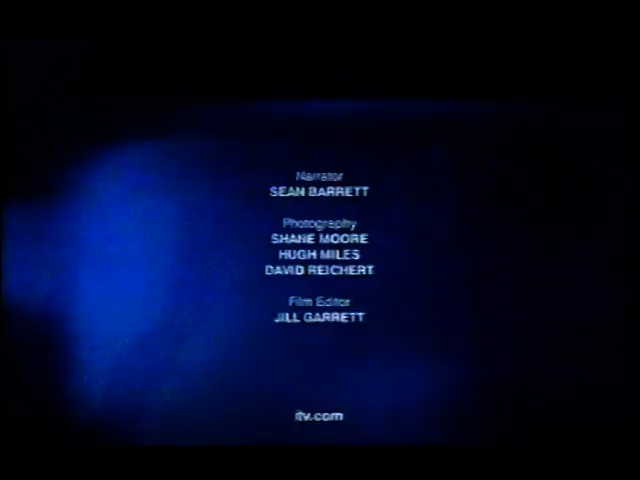 Narrator
SEAN BARRETT
Photography
SHANE MOORE
HUGH MILES
DAVID REICHERT
Film Editor
JILL GARRETT
itv.com